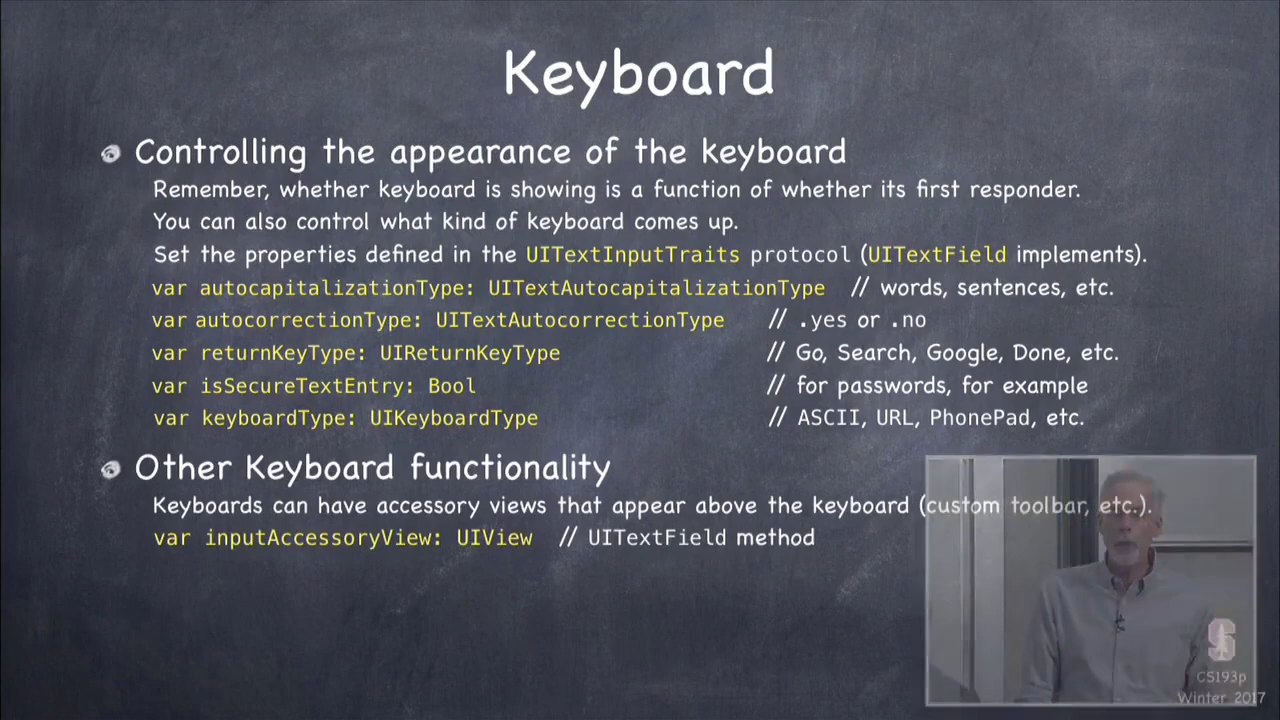 Keyboard
Controlling the appearance of the keyboard
Remember, whether keyboard is showing is a function of whether its first responder.
You can also control what kind of keyboard comes up.
Set the properties defined in the UITextInputTraits protocol (UITextField implements).
var autocapitalizationType: UITextAutocapitalizationType // words, sentences, etc.
var autocorrectionType: UITextAutocorrectionType // .yes or .no
var returnKeyType: UIReturnKeyType // Go, Search, Google, Done, etc.
var isSecureTextEntry: Bool // for passwords, for example
var keyboardType: UIKeyboardType // ASCII, URL, PhonePad, etc.
Other Keyboard functionality
Keyboards can have accessory views that appear above the keyboard (custom toolbar, etc.).
var inputAccessoryView: UIView // UITextField method
CS193p
Winter 2017